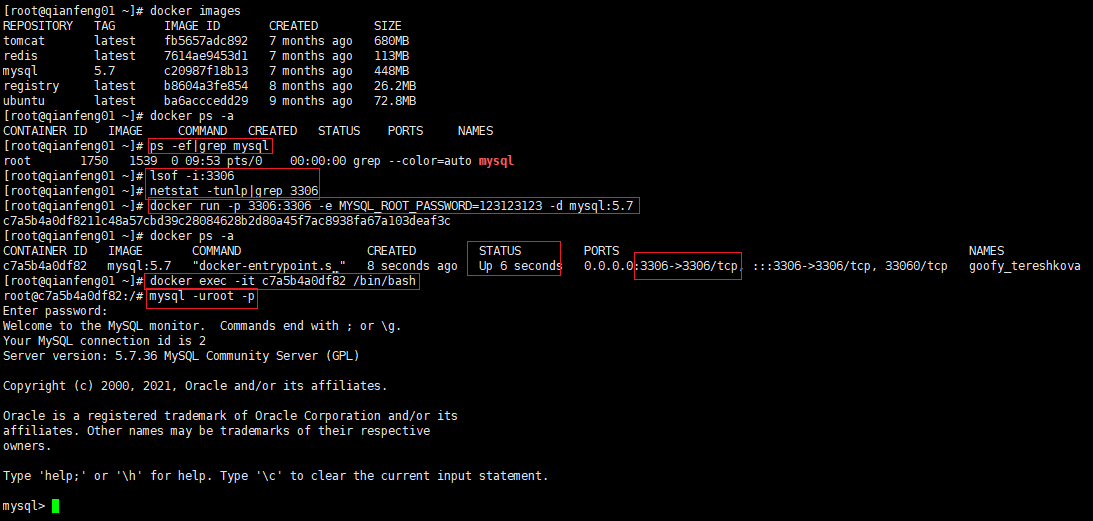 [root@qianfeng01 ~]# docker images
REPOSITORY TAG IMAGE ID CREATED SIZE
tomcat latest fb5657adc892 7 months ago 680MB
redis latest 7614ae9453d1 7 months ago 113MB
mysql 5.7 c20987f18b13 7 months ago 448MB
registry latest b8604a3fe854 8 months ago 26.2MB
ubuntu latest ba6acccedd29 9 months ago 72.8MB
[root@qianfeng01 ~]# docker ps -a
CONTAINER ID IMAGE COMMAND CREATED STATUS PORTS NAMES
[root@qianfeng01 ~]# ps -ef|grep mysql
root 1750 1539 0 09:53 pts/0 00:00:00 grep --color=auto mysql
[root@qianfeng01 ~]# lsof -i:3306
[root@qianfeng01 ~]# netstat -tunlp|grep 3306
[root@qianfeng01 ~]# docker run -p 3306:3306 -e MYSQL_ROOT_PASSWORD=123123123 -d mysql:5.7
c7a5b4a0df8211c48a57cbd39c28084628b2d80a45f7ac8938fa67a103deaf3c
[root@qianfeng01 ~]# docker ps -a
CONTAINER ID IMAGE COMMAND CREATED STATUS PORTS NAMES
c7a5b4a0df82 mysql:5.7 "docker-entrypoint.s…" 8 seconds ago Up 6 seconds 0.0.0.0:3306->3306/tcp, :::3306->3306/tcp, 33060/tcp goofy_tereshkova
[root@qianfeng01 ~]# docker exec -it c7a5b4a0df82 /bin/bash
root@c7a5b4a0df82:/# mysql -uroot -p
Enter password:
Welcome to the MySQL monitor.  Commands end with ; or \g.
Your MySQL connection id is 2
Server version: 5.7.36 MySQL Community Server (GPL)
Copyright (c) 2000, 2021, Oracle and/or its affiliates.
Oracle is a registered trademark of Oracle Corporation and/or its
affiliates. Other names may be trademarks of their respective
owners.
Type 'help;' or '\h' for help. Type '\c' to clear the current input statement.
mysql>